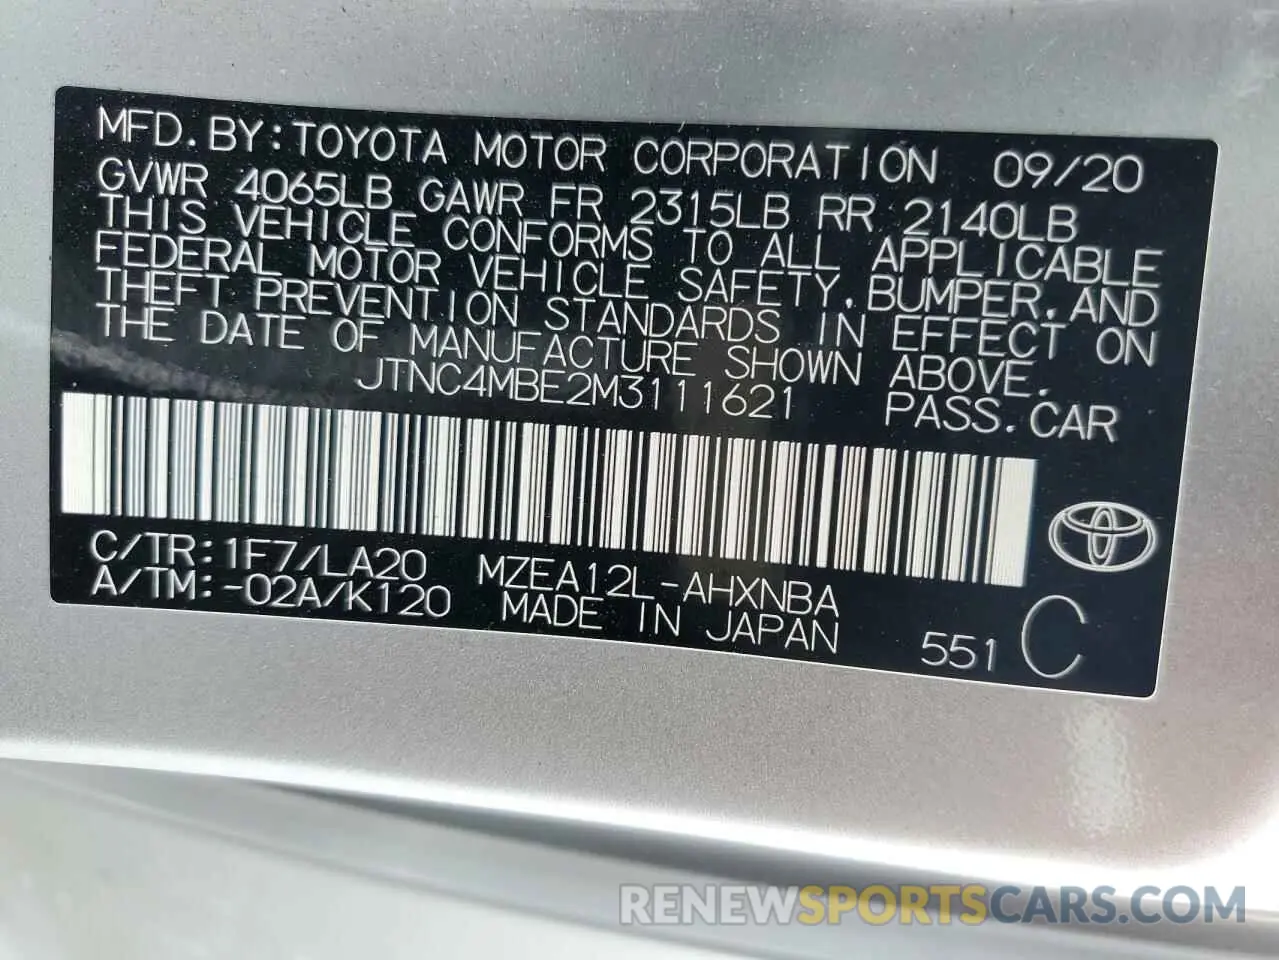 MFD.BY:TOYOTA MOTOR CORPORATION 09/20
GVWR 4065LB GAWR FR 2315LB RR 2140LB
THIS VEHICLE CONFORMS TO ALL APPLICABLE
FEDERAL MOTOR VEHICLE SAFETY,BUMPER,AND
THEFT PREVENTION STANDARDS IN EFFECT ON
THE DATE OF MANUFACTURE SHOWN ABOVE.
JTNC4MBE2M3111621 PASS.CAR
C/TR:1F7/LA20 MZEA12L-AHXNBA
A/TM:-02A/K120 MADE IN JAPAN 551 C
RENEWSPORTSCARS.COM